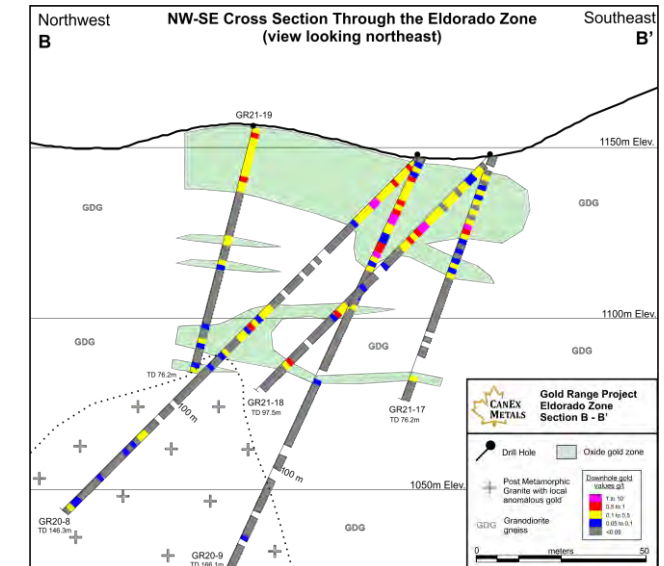 Northwest
NW-SE Cross Section Through the Eldorado Zone
Southeast
B
(view looking northeast)
B'
GR21-19
1150m Elev.
GDG
GDG
1100m Elev.
GDG
GDG
GDG
TD 76.2m
GR21-18
TD 97.5m
GR21-17
TD 76.2m
100 m
100 m
1050m Elev.
GR20-8
TD 146.3m
GDG
GR20-9
TD 166.1m
CANEX
METALS
Gold Range Project
Eldorado Zone
Section B - B'
Drill Hole
Oxide gold zone
Post Metamorphic
Granite with local
anomalous gold
GDG
Granodiorite
gneiss
Downhole gold
values g/t
1 to 10
0.5 to 1
0.1 to 0.5
0.05 to 0.1
<0.05
0
meters
50